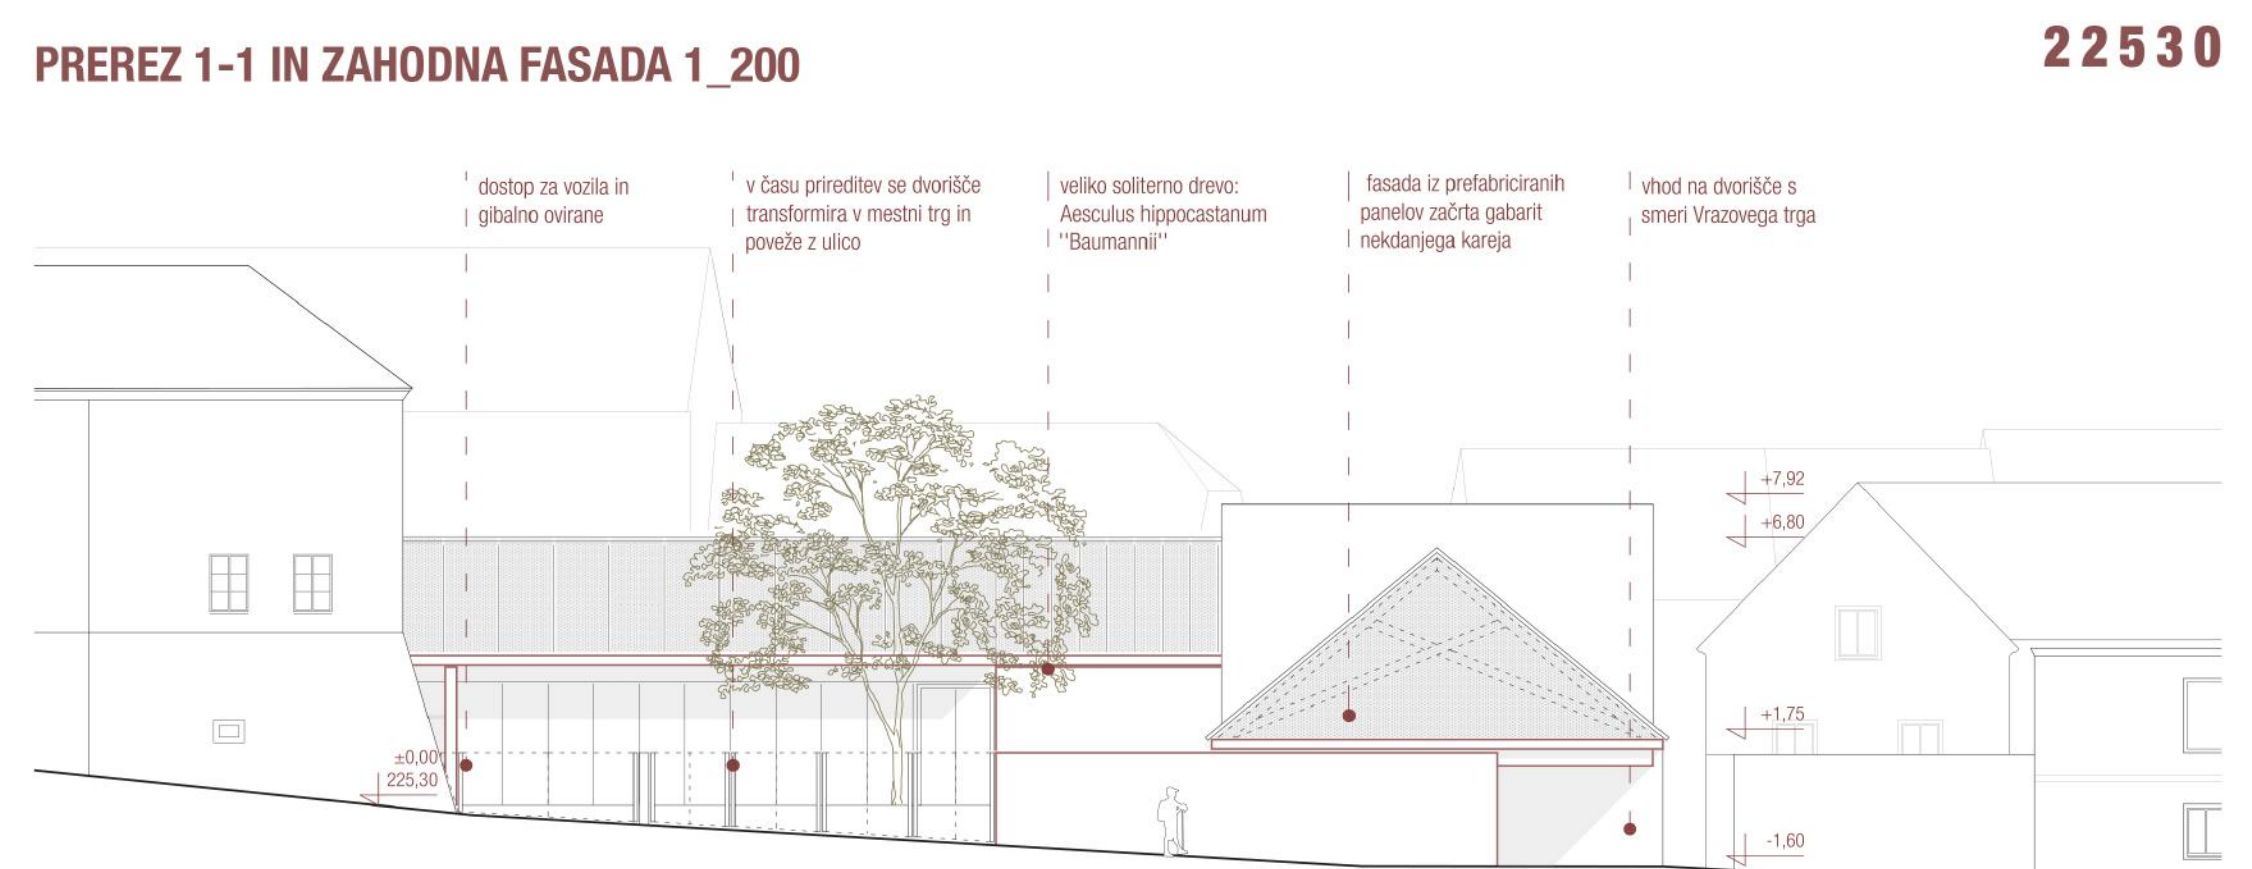 PREREZ 1-1 IN ZAHODNA FASADA 1_200
22530
dostop za vozila in
gibalno ovirane
v času prireditev se dvorišče
transformira v mestni trg in
poveže z ulico
veliko soliterno drevo:
Aesculus hippocastanum
''Baumannii''
fasada iz prefabriciranih
panelov začrta gabarit
nekdanjega kareja
vhod na dvorišče s
smeri Vrazovega trga
+7,92
+6,80
+1,75
±0,00
225,30
-1,60